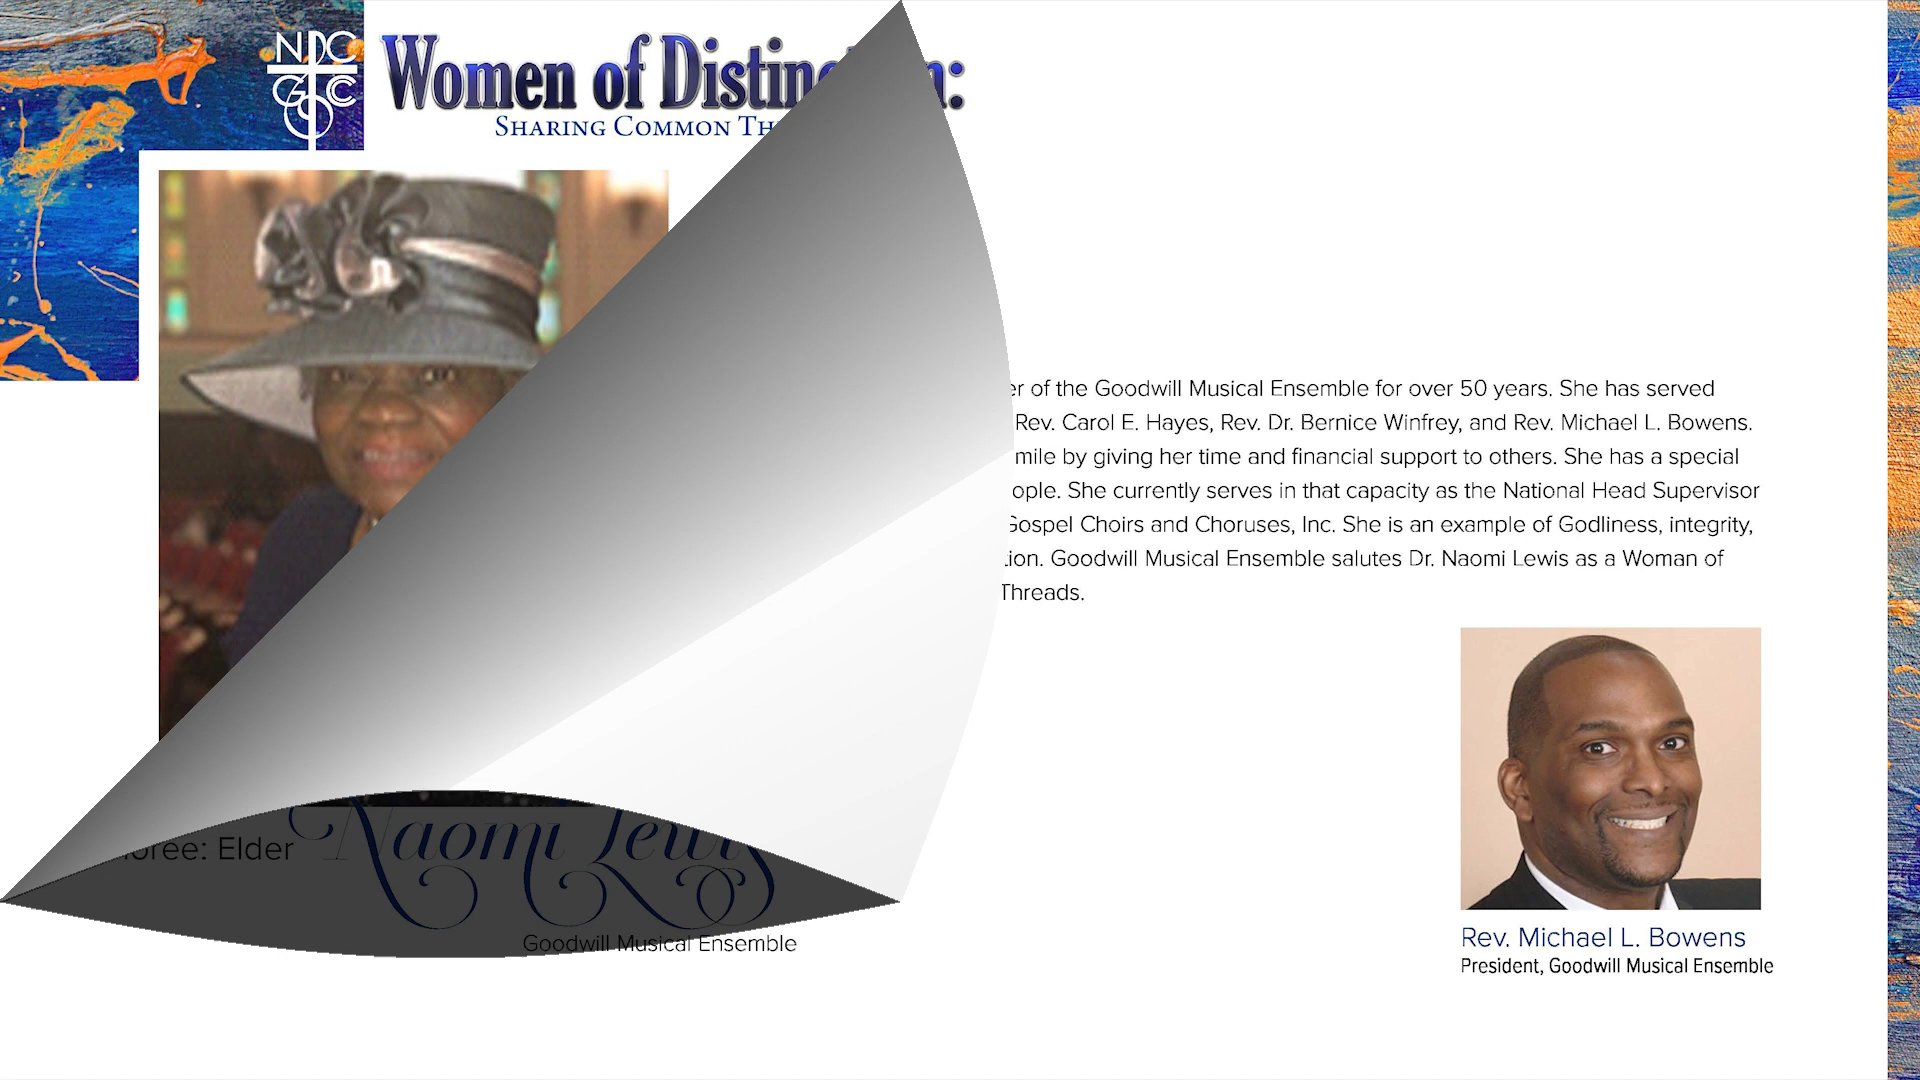 NDC
GCC
Women of Distin
SHARING COMMON TH
er of the Goodwill Musical Ensemble for over 50 years. She has served
Rev. Carol E. Hayes, Rev. Dr. Bernice Winfrey, and Rev. Michael L. Bowens.
mile by giving her time and financial support to others. She has a special
ople. She currently serves in that capacity as the National Head Supervisor
Gospel Choirs and Choruses, Inc. She is an example of Godliness, integrity,
tion. Goodwill Musical Ensemble salutes Dr. Naomi Lewis as a Woman of
Threads.
oree: Elder Naomi Lewis
Goodwill Musical Ensemble
Rev. Michael L. Bowens
President, Goodwill Musical Ensemble